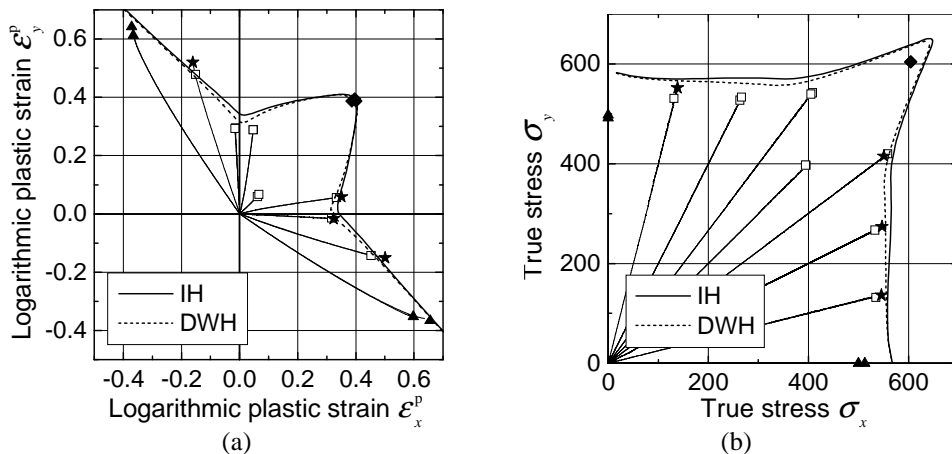 0.6
0.4
0.2
0.0
-0.2
-0.4
-0.4 -0.2 0.0 0.2 0.4 0.6
Logarithmic plastic strain ε_y^p
Logarithmic plastic strain ε_x^p
IH
DWH
(a)
600
400
200
0
0 200 400 600
True stress σ_y
True stress σ_x
IH
DWH
(b)